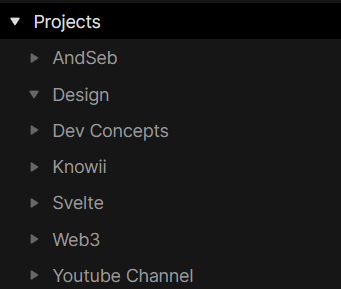 Projects
AndSeb
Design
Dev Concepts
Knowii
Svelte
Web3
Youtube Channel